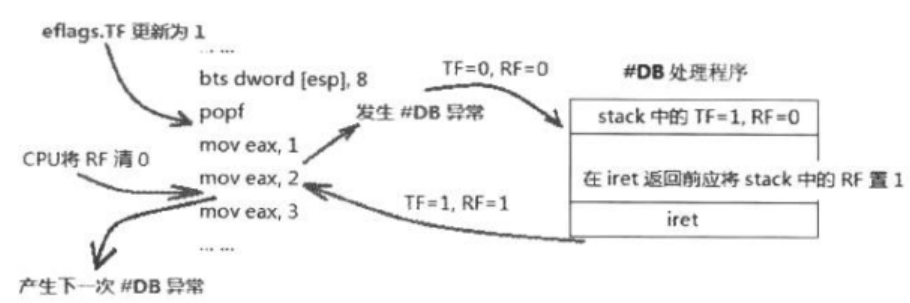 eflags.TF 更新为 1
... ...
bts dword [esp], 8
popf
mov eax, 1
mov eax, 2
mov eax, 3
... ...
CPU将 RF 清 0
产生下一次 #DB 异常
发生 #DB 异常
TF=0, RF=0
TF=1, RF=1
#DB 处理程序
stack 中的 TF=1, RF=0
在 iret 返回前应将 stack 中的 RF 置 1
iret